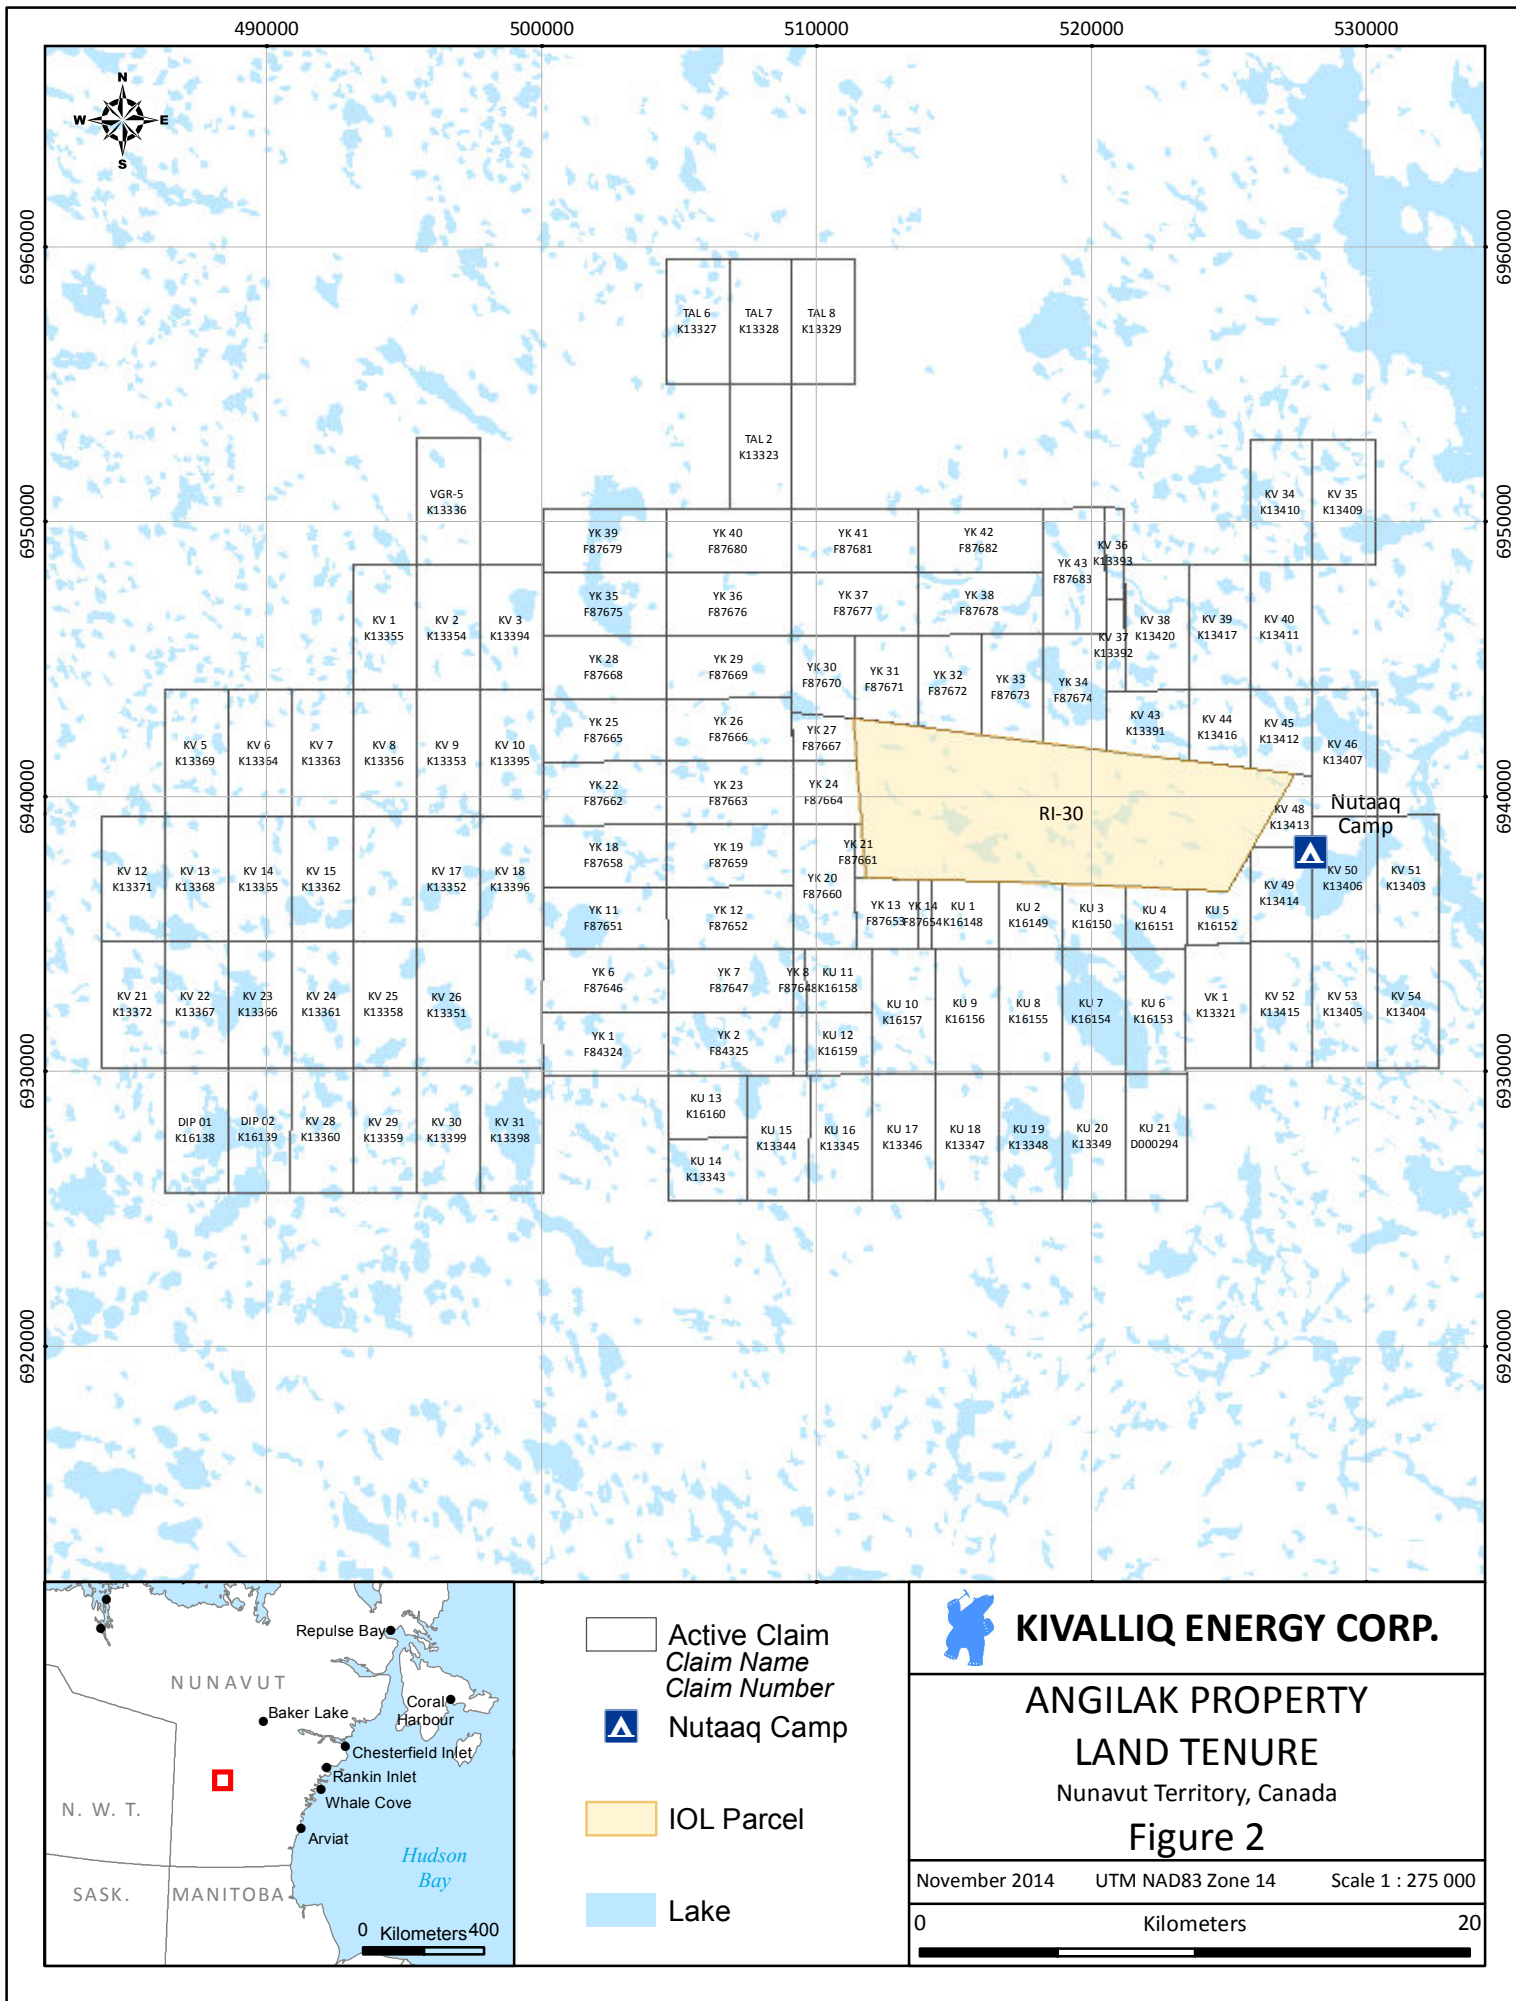 490000 500000 510000 520000 530000
N
W E
S
6960000 6960000
TAL 6 TAL 7 TAL 8
K13327 K13328 K13329
TAL 2
K13323
VGR-5
K13336
KV 34 KV 35
K13410 K13409
6950000 6950000
YK 39 YK 40 YK 41 YK 42
F87679 F87680 F87681 F87682
KV 36
K13393
YK 43
F87683
YK 35 YK 36 YK 37 YK 38
F87675 F87676 F87677 F87678
KV 1 KV 2 KV 3
K13355 K13354 K13394
KV 38 KV 39 KV 40
K13420 K13417 K13411
KV 37
K13392
YK 28 YK 29 YK 30 YK 31 YK 32 YK 33 YK 34
F87668 F87669 F87670 F87671 F87672 F87673 F87674
YK 25 YK 26 YK 27
F87665 F87666 F87667
KV 43 KV 44 KV 45 KV 46
K13391 K13416 K13412 K13407
KV 5 KV 6 KV 7 KV 8 KV 9 KV 10
K13369 K13364 K13363 K13356 K13353 K13395
6940000 6940000
YK 22 YK 23 YK 24
F87662 F87663 F87664
RI-30
KV 48
K13413
Nutaaq
Camp
YK 18 YK 19 YK 21
F87658 F87659 F87661
YK 20
F87660
KV 12 KV 13 KV 14 KV 15 KV 17 KV 18
K13371 K13368 K13365 K13362 K13352 K13396
KV 49 KV 50 KV 51
K13414 K13406 K13403
YK 11 YK 12 YK 13 YK 14 KU 1 KU 2 KU 3 KU 4 KU 5
F87651 F87652 F87653 F87654 K16148 K16149 K16150 K16151 K16152
YK 6 YK 7 YK 8 KU 11
F87646 F87647 F87648 K16158
KU 10 KU 9 KU 8 KU 7 KU 6 VK 1 KV 52 KV 53 KV 54
K16157 K16156 K16155 K16154 K16153 K13321 K13415 K13405 K13404
KV 21 KV 22 KV 23 KV 24 KV 25 KV 26
K13372 K13367 K13366 K13361 K13358 K13351
YK 1 YK 2 KU 12
F84324 F84325 K16159
6930000 6930000
KU 13
K16160
DIP 01 DIP 02 KV 28 KV 29 KV 30 KV 31
K16138 K16139 K13360 K13359 K13399 K13398
KU 15 KU 16 KU 17 KU 18 KU 19 KU 20 KU 21
K13344 K13345 K13346 K13347 K13348 K13349 D000294
KU 14
K13343
6920000 6920000
Repulse Bay
NUNAVUT
Baker Lake
Coral
Harbour
Chesterfield Inlet
Rankin Inlet
Whale Cove
Arviat
N. W. T.
Hudson
Bay
SASK. MANITOBA
0 Kilometers 400
Active Claim
Claim Name
Claim Number
Nutaaq Camp
IOL Parcel
Lake
KIVALLIQ ENERGY CORP.
ANGILAK PROPERTY
LAND TENURE
Nunavut Territory, Canada
Figure 2
November 2014 UTM NAD83 Zone 14 Scale 1 : 275 000
0 Kilometers 20